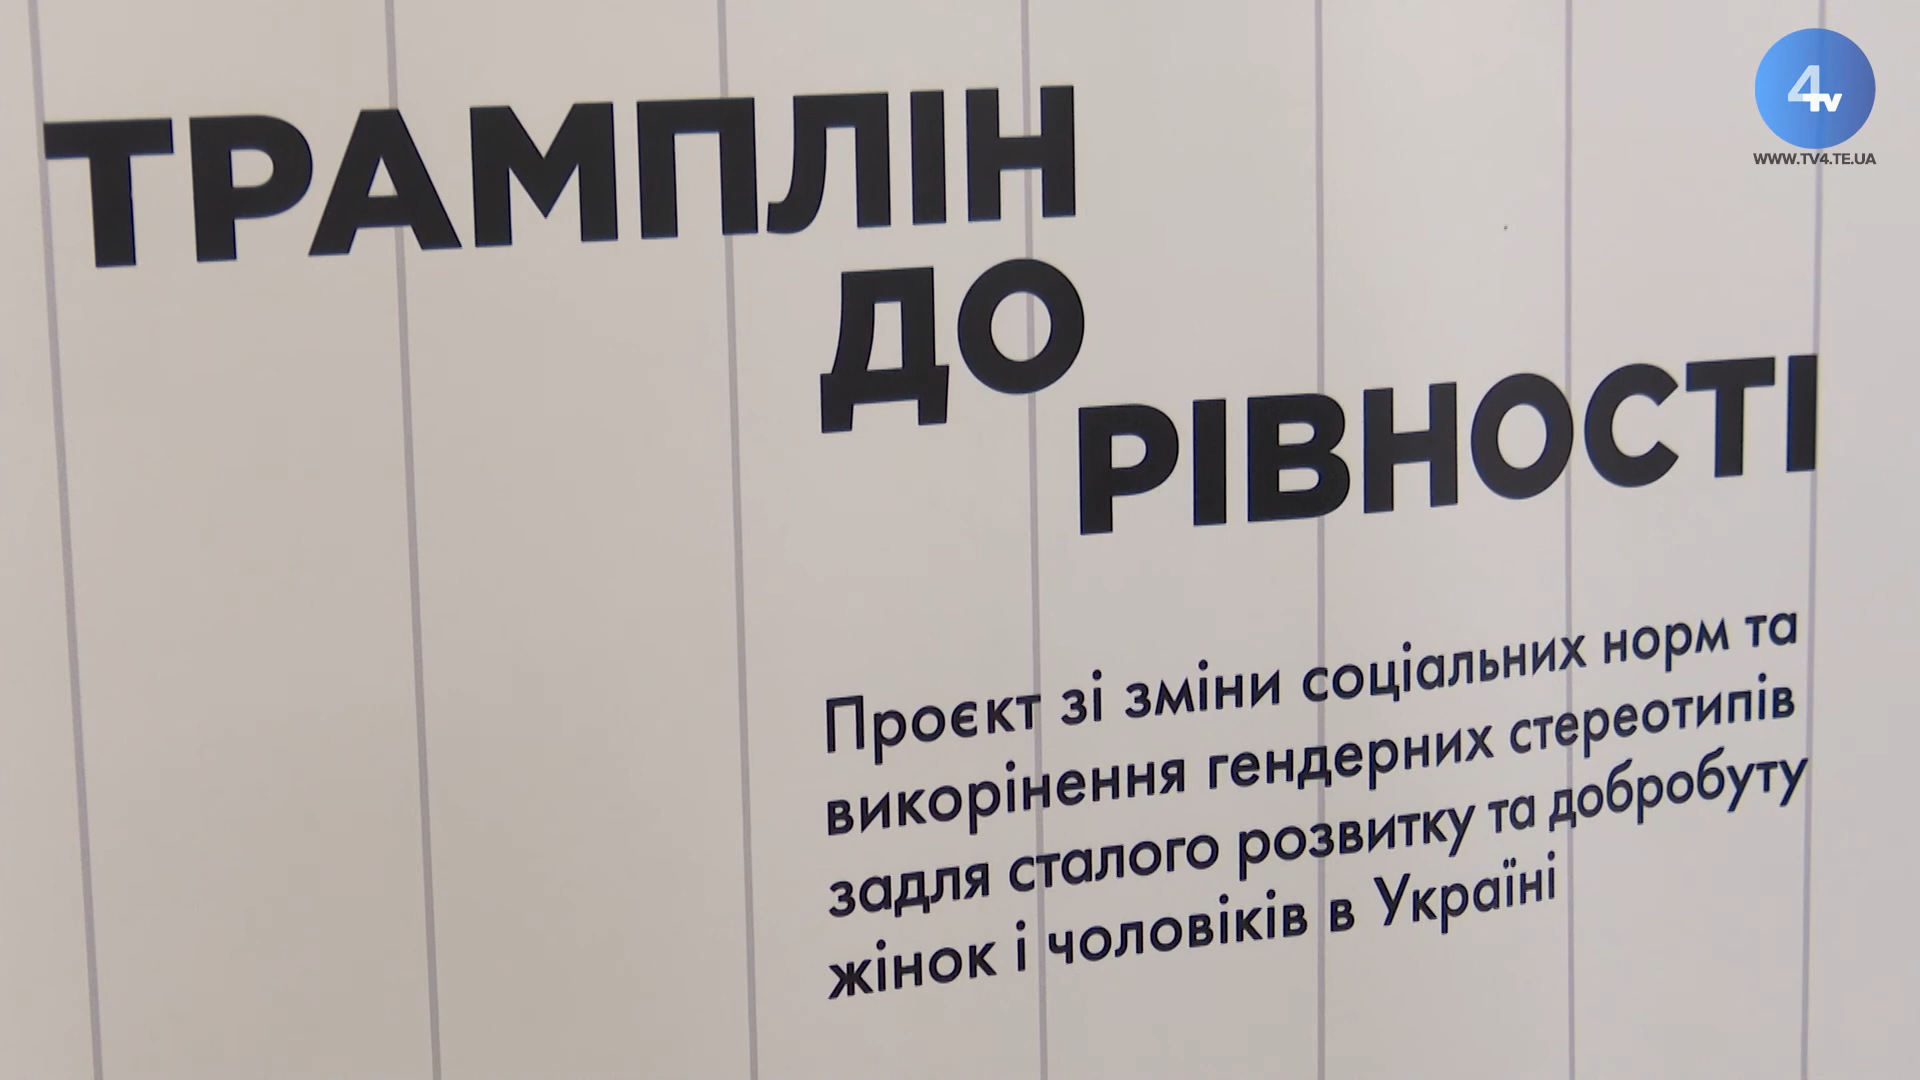 4tv
WWW.TV4.TE.UA
ТРАМПЛІН
ДО
РІВНОСТІ
Проєкт зі зміни соціальних норм та
викорінення гендерних стереотипів
задля сталого розвитку та добробуту
жінок і чоловіків в Україні